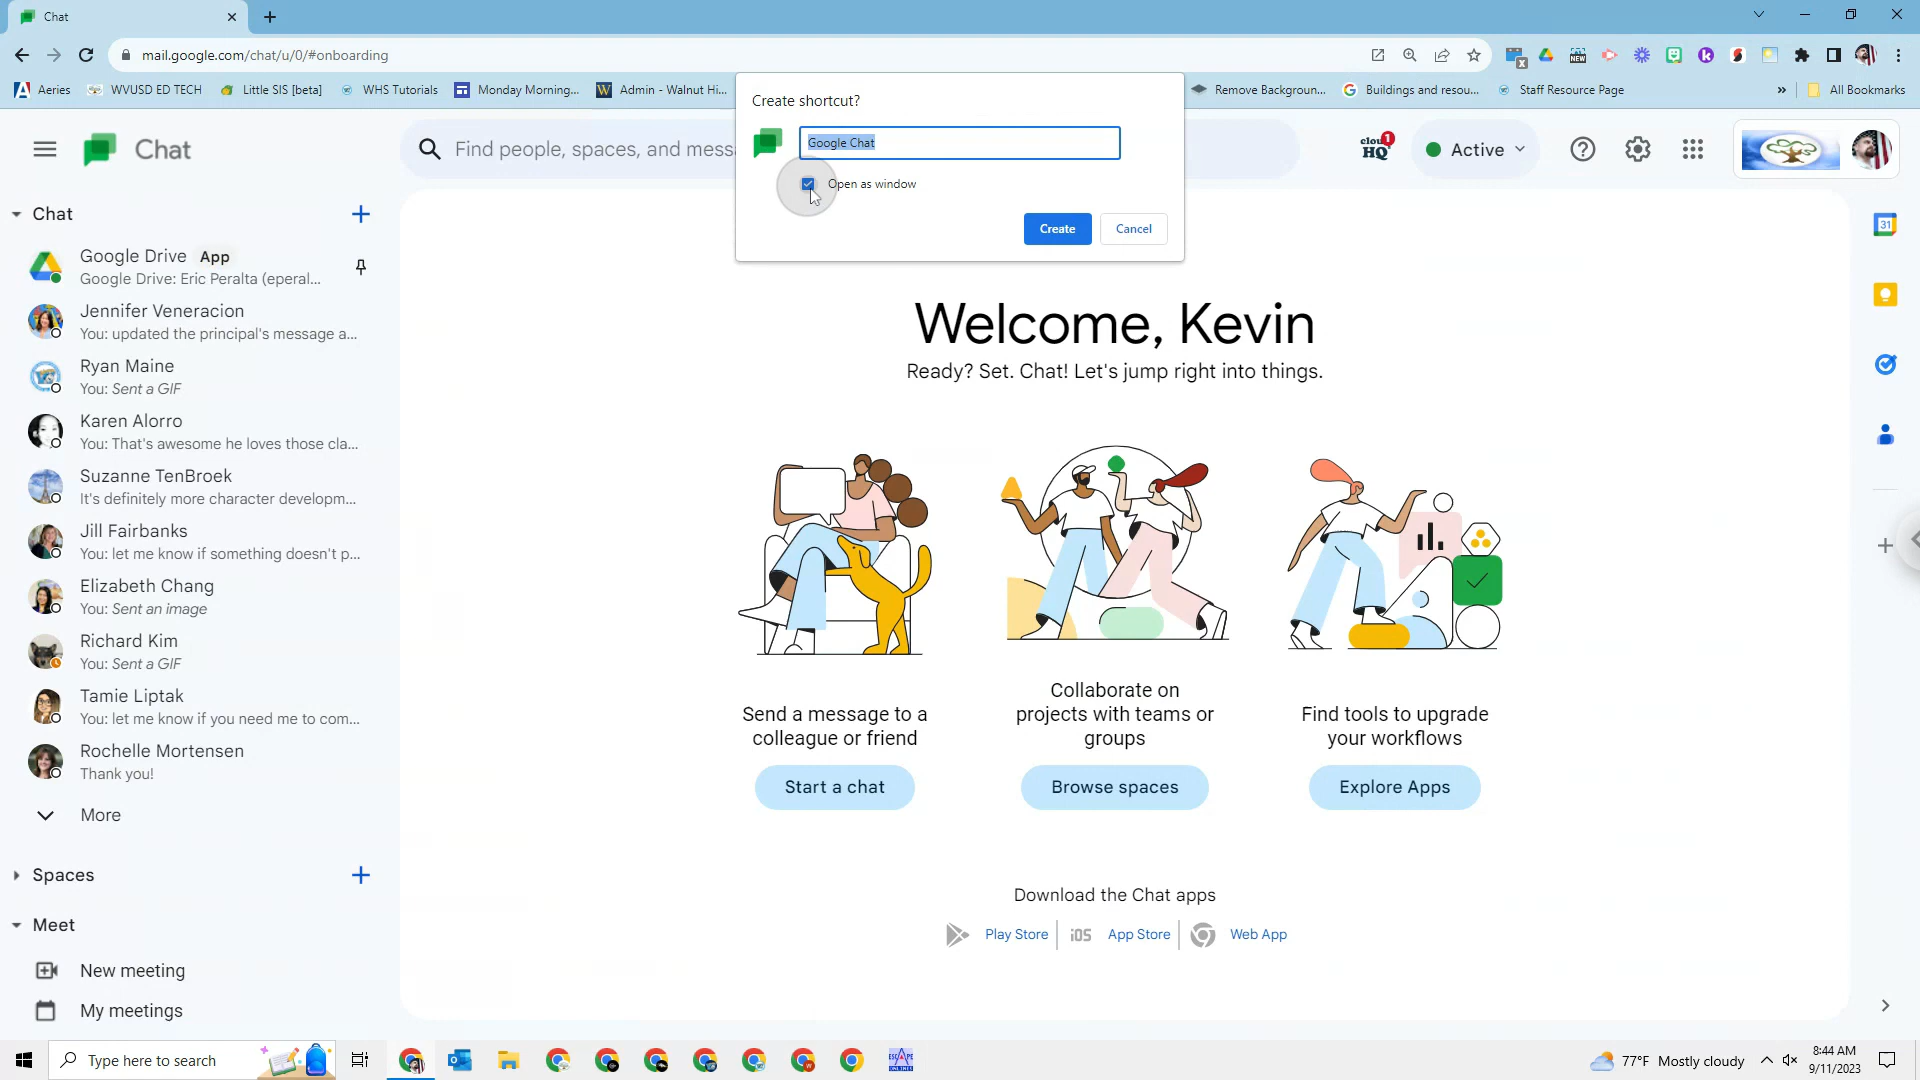 Chat
mail.google.com/chat/u/0/#onboarding
NEW
Aeries
WVUSD ED TECH
Little SIS [beta]
WHS Tutorials
Monday Morning...
Admin - Walnut Hi...
Remove Backgroun...
Buildings and resou...
Staff Resource Page
»
All Bookmarks
Create shortcut?
Google Chat
Open as window
Create
Cancel
Chat
Find people, spaces, and messa
cloud
HQ
1
Active
Chat
Google Drive App
Google Drive: Eric Peralta (eperal...
Jennifer Veneracion
You: updated the principal's message a...
Ryan Maine
You: Sent a GIF
Karen Alorro
You: That's awesome he loves those cla...
Suzanne TenBroek
It's definitely more character developm...
Jill Fairbanks
You: let me know if something doesn't p...
Elizabeth Chang
You: Sent an image
Richard Kim
You: Sent a GIF
Tamie Liptak
You: let me know if you need me to com...
Rochelle Mortensen
Thank you!
More
Spaces
Meet
New meeting
My meetings
Welcome, Kevin
Ready? Set. Chat! Let's jump right into things.
Send a message to a
colleague or friend
Start a chat
Collaborate on
projects with teams or
groups
Browse spaces
Find tools to upgrade
your workflows
Explore Apps
Download the Chat apps
Play Store
iOS
App Store
Web App
31
Type here to search
ESCAPE
ONLINE
77°F Mostly cloudy
8:44 AM
9/11/2023